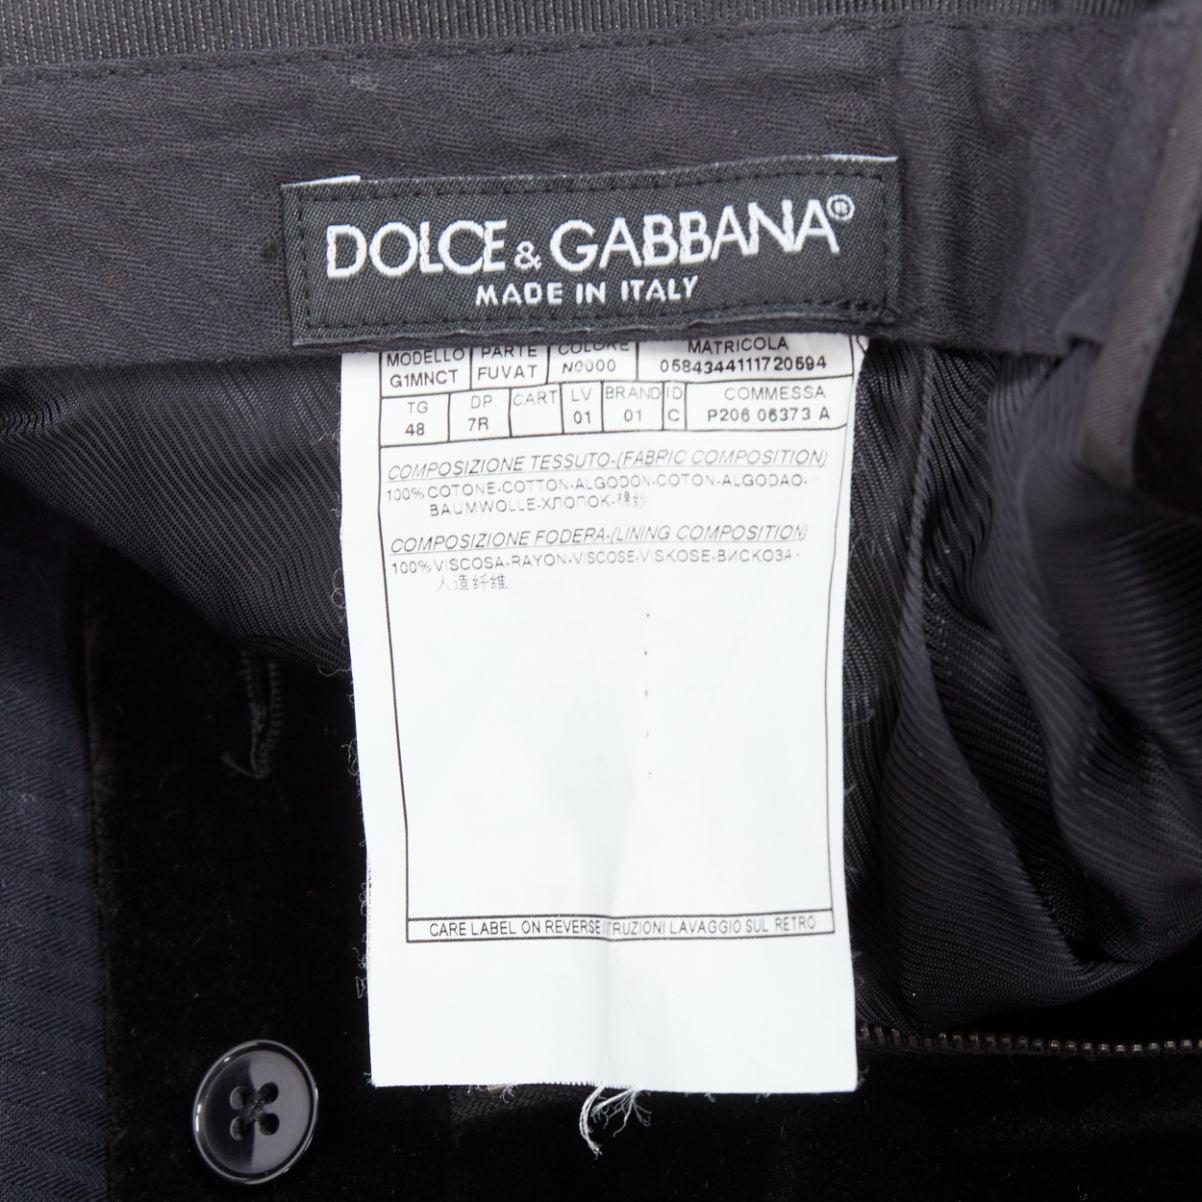 DOLCE & GABBANA®
MADE IN ITALY
MODELLO PARTE COLORE MATRICOLA
G1MNCT FUVAT N0000 0584344111720594
TG DP. CART LV BRAND ID COMMESSA
48 7R 01 01 C P206 06373 A
COMPOSIZIONE TESSUTO-(FABRIC COMPOSITION)
100% COTONE-COTTON-ALGODON-COTON-ALGODAO-
BAUMWOLLE-ХЛОПОК-棉纱
COMPOSIZIONE FODERA-(LINING COMPOSITION)
100% VISCOSA-RAYON-VISCOSE-VISKOSE-ВИСКОЗА-
人造纤维
CARE LABEL ON REVERSE TRUZIONI LAVAGGIO SUL RETRO